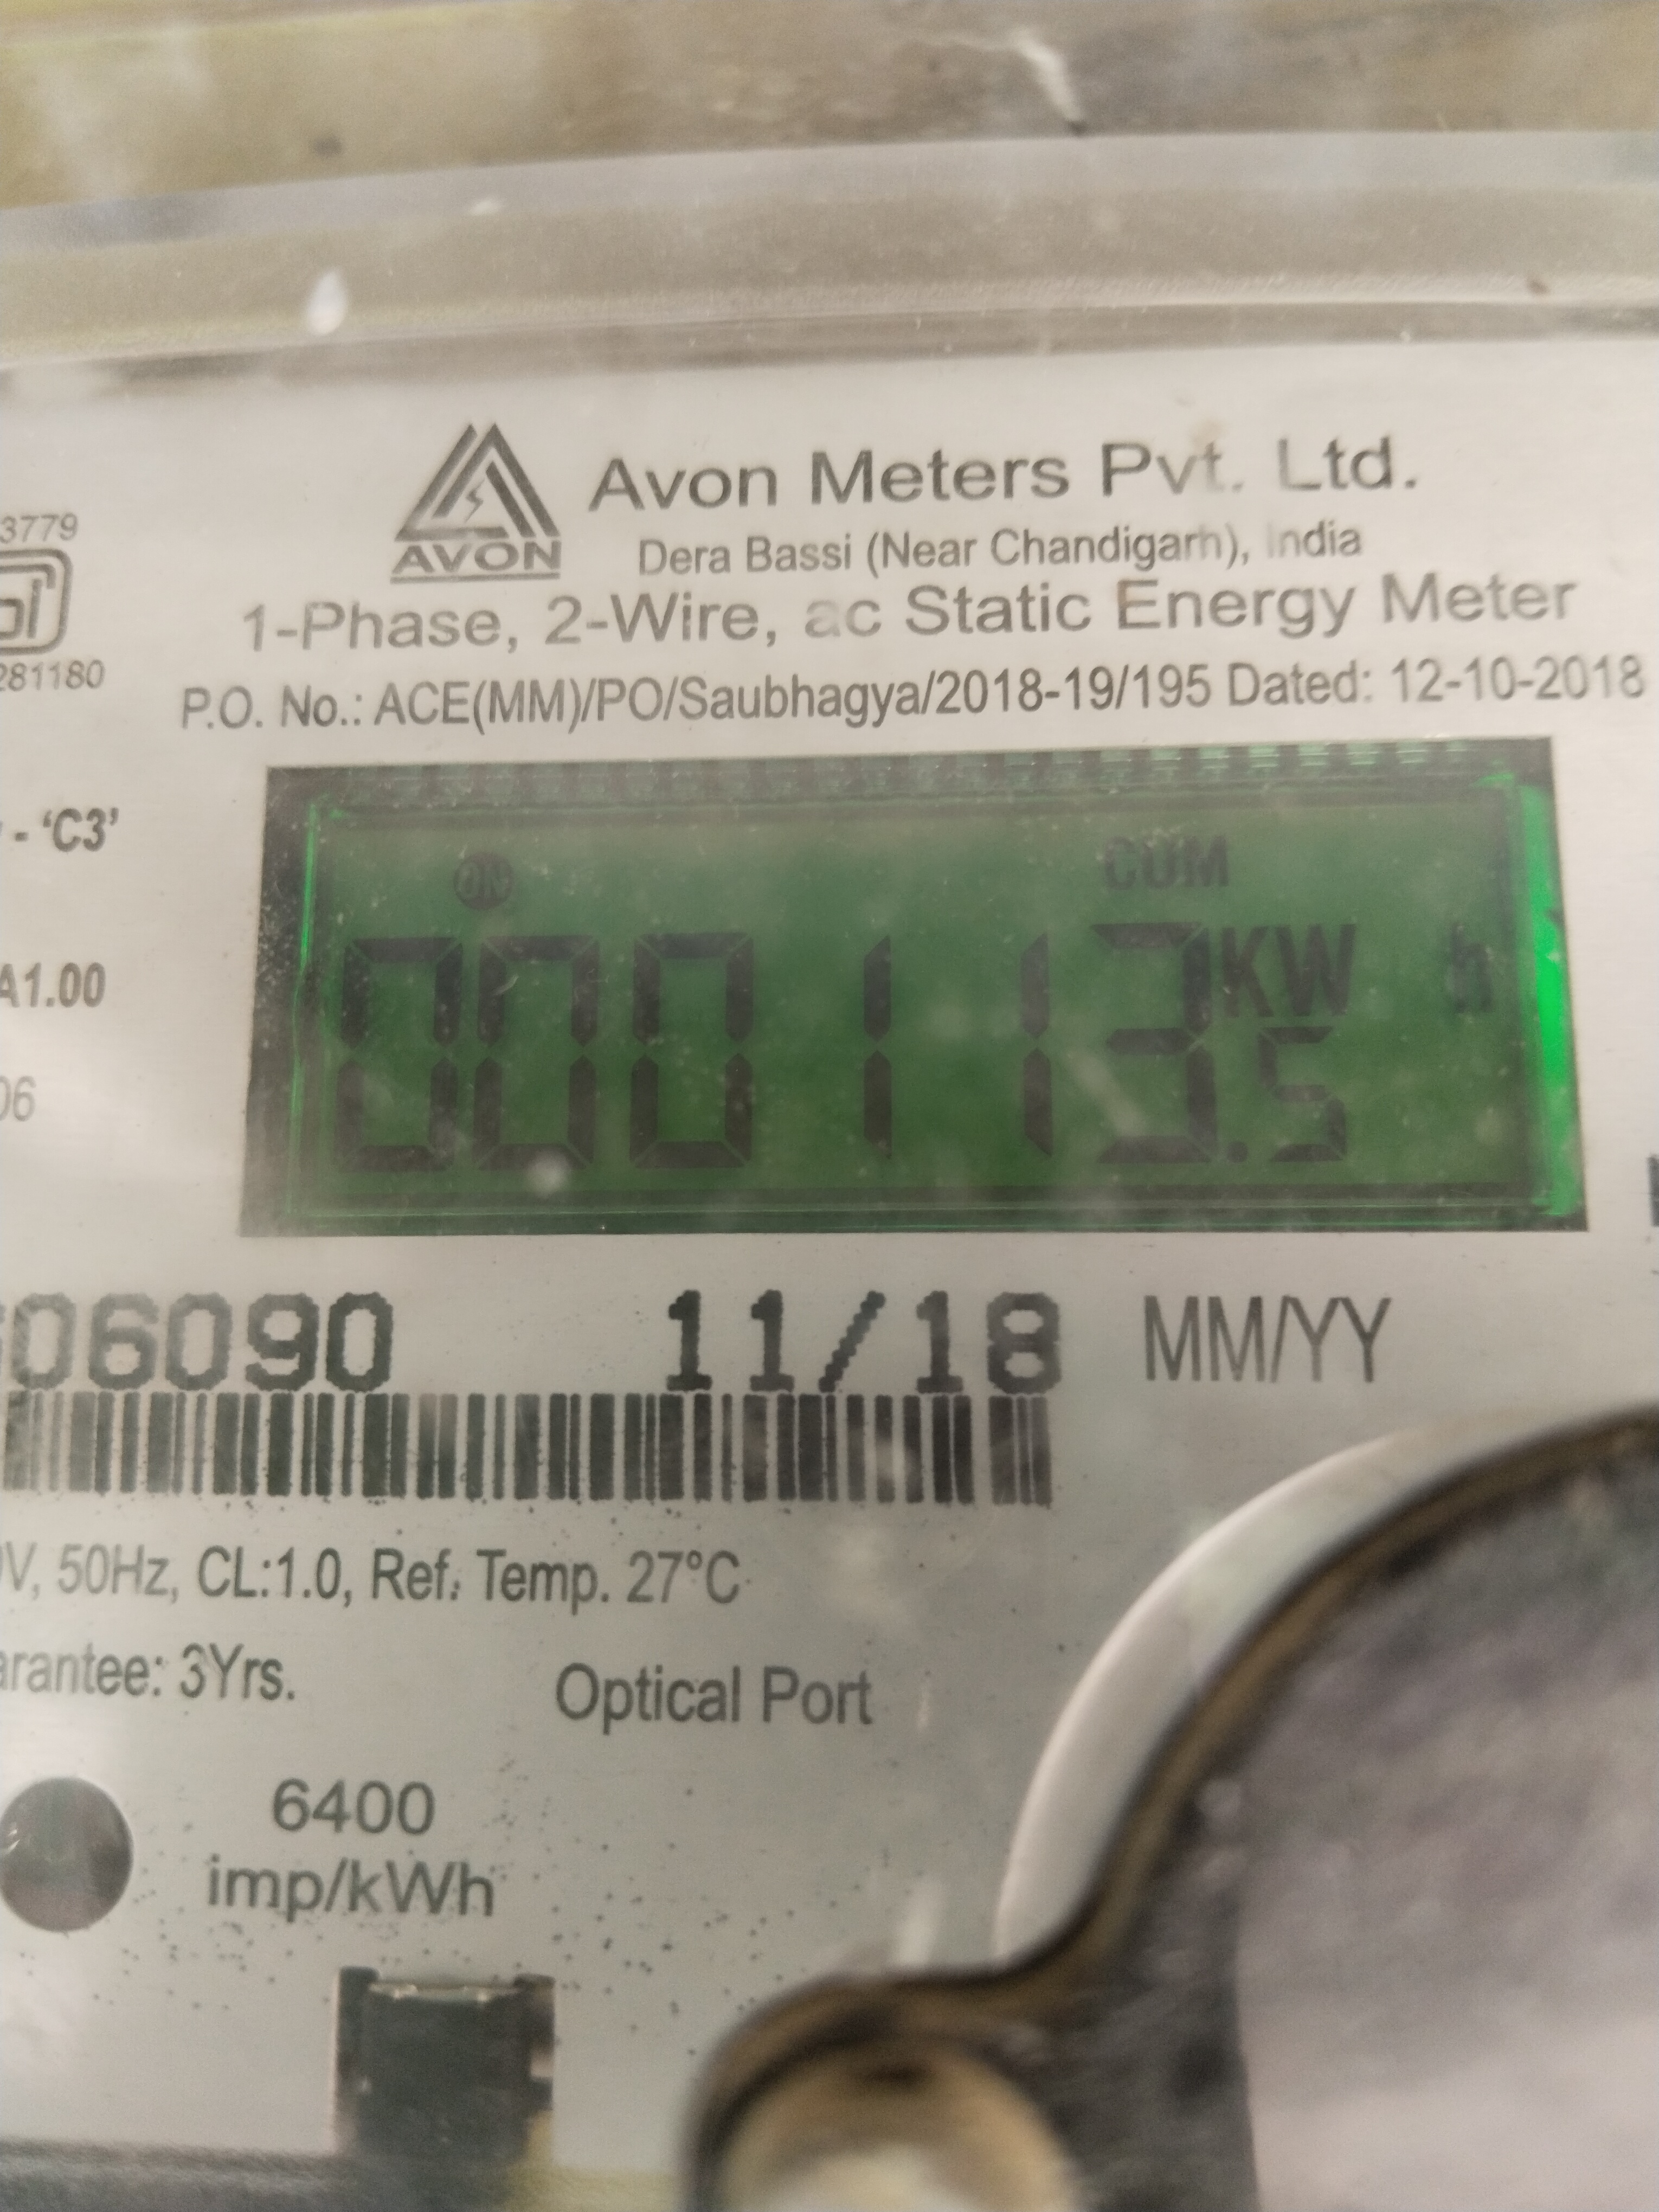 Avon Meters Pvt. Ltd.
AVON
Dera Bassi (Near Chandigarh), India
1-Phase, 2-Wire, ac Static Energy Meter
P.O. No.: ACE(MM)/PO/Saubhagya/2018-19/195 Dated: 12-10-2018
3779
281180
- 'C3'
A1.00
06
ON
CUM
000113.5 KW h
06090 11/18 MM/YY
V, 50Hz, CL:1.0, Ref. Temp. 27°C
arantee: 3Yrs.
Optical Port
6400
imp/kWh